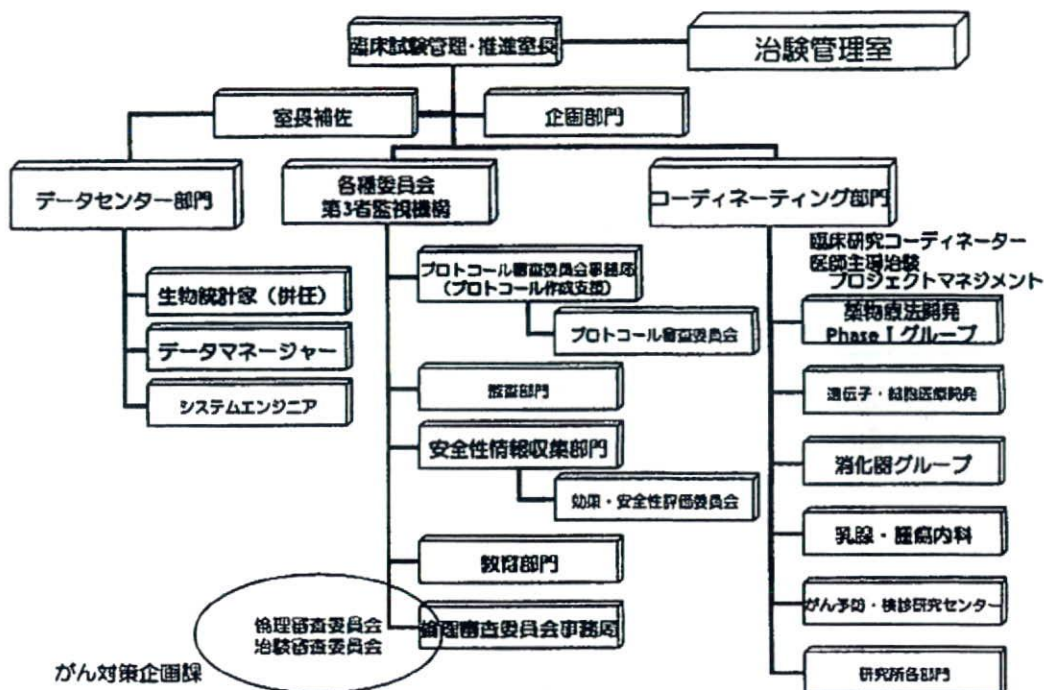 臨床試験管理・推進室長
治験管理室
室長補佐
企画部門
データセンター部門
各種委員会
第3省監視機構
コーディネーティング部門
臨床研究コーディネーター
医師主導治験
プロジェクトマネジメント
生物統計家（併任）
データマネージャー
システムエンジニア
プロトコール審査委員会事務局
（プロトコール作成支援）
プロトコール審査委員会
監査部門
安全性情報収集部門
効果・安全性評価委員会
教育部門
倫理審査委員会事務局
倫理審査委員会
治験審査委員会
がん対策企画課
薬物療法開発
Phase Ⅰ グループ
遺伝子・細胞医療開発
消化器グループ
乳腺・腫瘍内科
がん予防・検診研究センター
研究所各部門